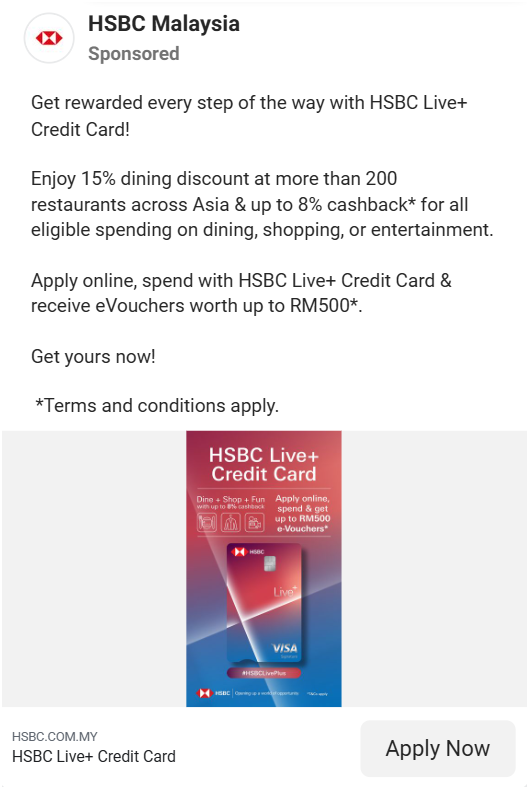 HSBC Malaysia
Sponsored
Get rewarded every step of the way with HSBC Live+
Credit Card!
Enjoy 15% dining discount at more than 200
restaurants across Asia & up to 8% cashback* for all
eligible spending on dining, shopping, or entertainment.
Apply online, spend with HSBC Live+ Credit Card &
receive eVouchers worth up to RM500*.
Get yours now!
*Terms and conditions apply.
HSBC Live+
Credit Card
Dine + Shop + Fun
with up to 8% cashback
Apply online,
spend & get
up to RM500
e-Vouchers*
HSBC
Live+
VISA
Signature
#HSBCLivePlus
HSBC
Opening up a world of opportunity
*T&Cs apply
HSBC.COM.MY
HSBC Live+ Credit Card
Apply Now